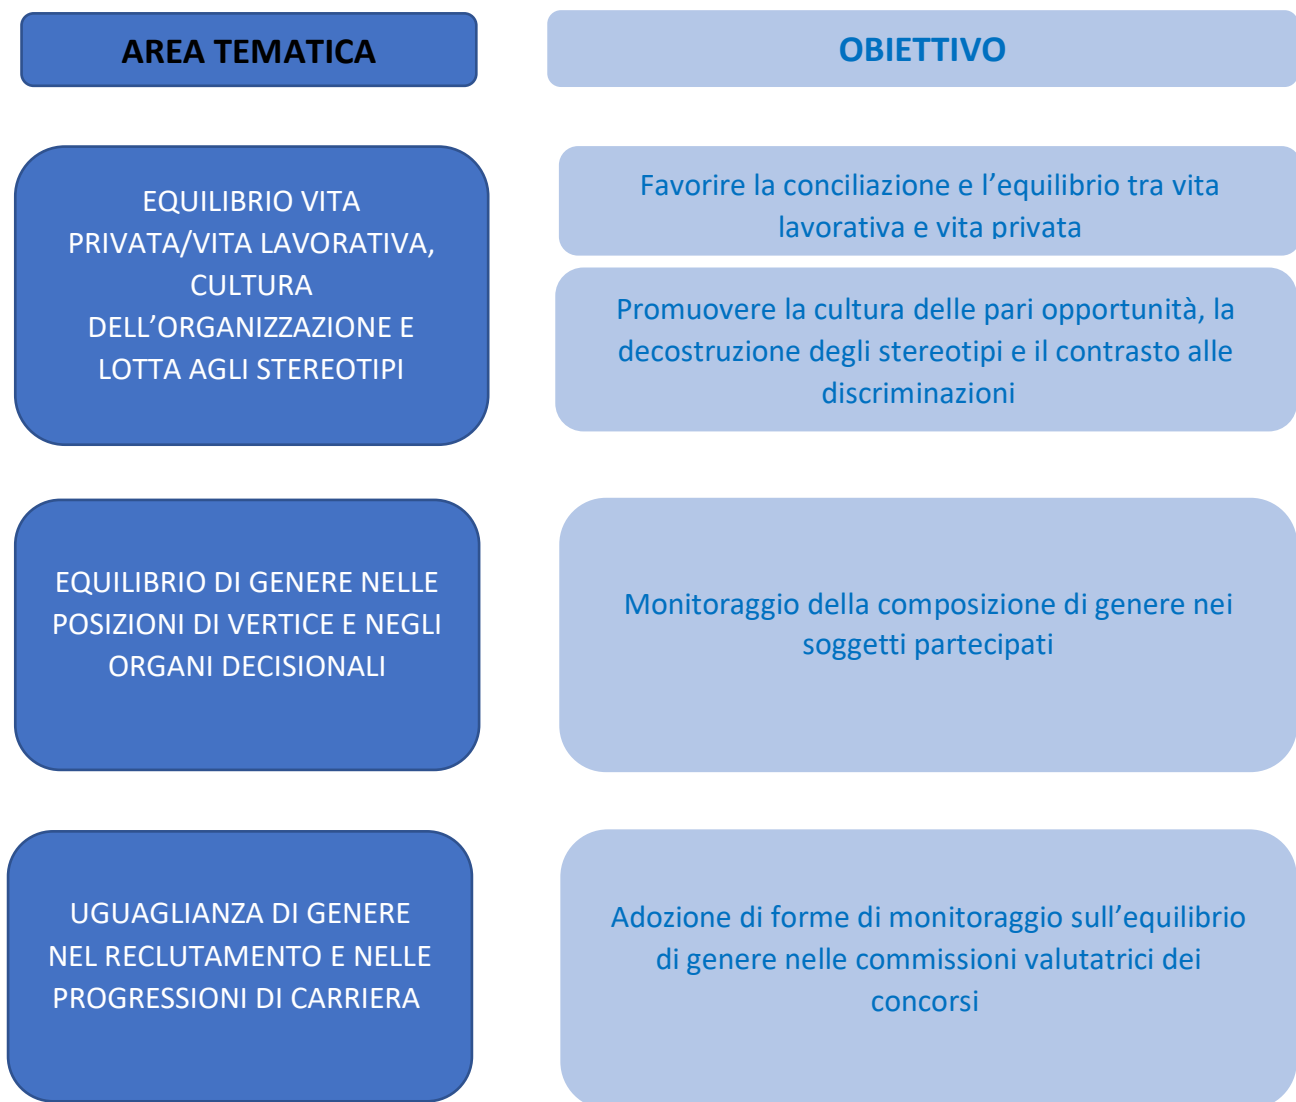 AREA TEMATICA
OBIETTIVO
EQUILIBRIO VITA
PRIVATA/VITA LAVORATIVA,
CULTURA
DELL’ORGANIZZAZIONE E
LOTTA AGLI STEREOTIPI
Favorire la conciliazione e l’equilibrio tra vita
lavorativa e vita privata
Promuovere la cultura delle pari opportunità, la
decostruzione degli stereotipi e il contrasto alle
discriminazioni
EQUILIBRIO DI GENERE NELLE
POSIZIONI DI VERTICE E NEGLI
ORGANI DECISIONALI
Monitoraggio della composizione di genere nei
soggetti partecipati
UGUAGLIANZA DI GENERE
NEL RECLUTAMENTO E NELLE
PROGRESSIONI DI CARRIERA
Adozione di forme di monitoraggio sull’equilibrio
di genere nelle commissioni valutatrici dei
concorsi